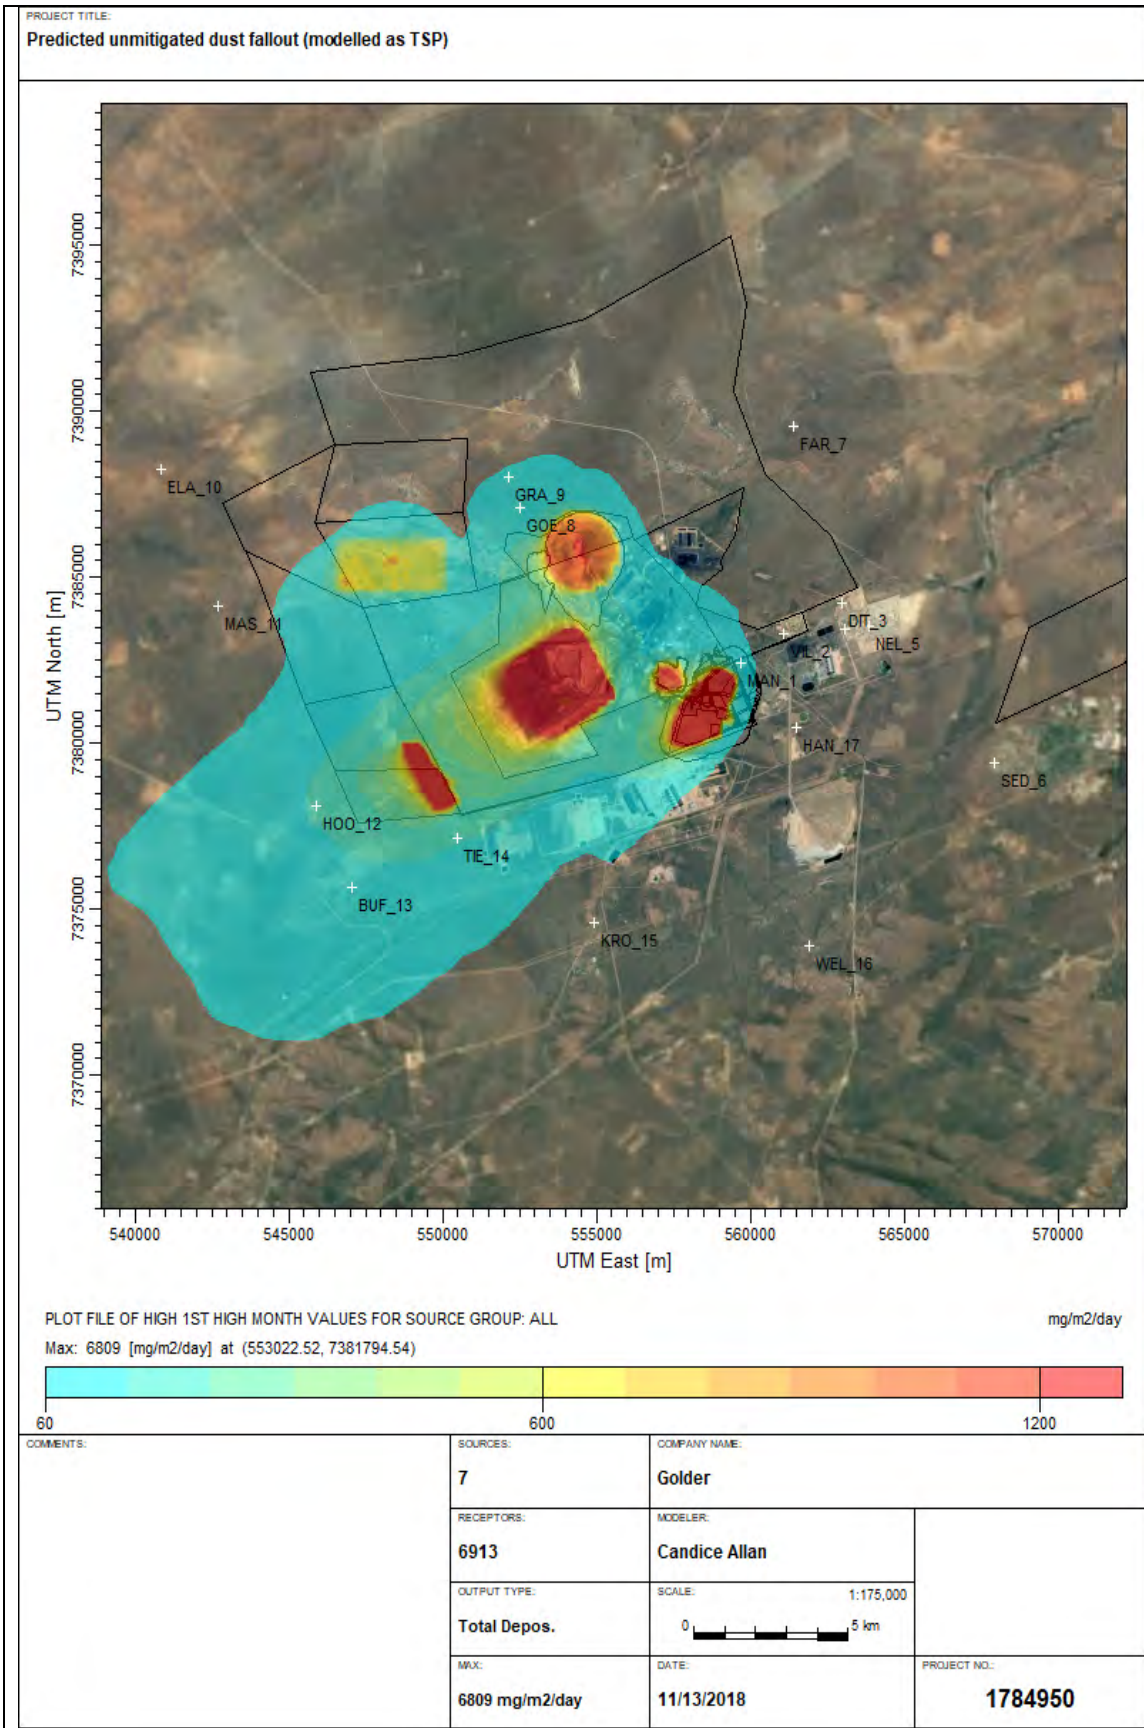 PROJECT TITLE:
Predicted unmitigated dust fallout (modelled as TSP)
UTM North [m]
7395000
7390000
7385000
7380000
7375000
7370000
FAR_7
ELA_10
GRA_9
GOE_8
MAS_11
DIT_3
NEL_5
VIL_2
MAN_1
HAN_17
SED_6
HOO_12
TIE_14
BUF_13
KRO_15
WEL_16
540000 545000 550000 555000 560000 565000 570000
UTM East [m]
PLOT FILE OF HIGH 1ST HIGH MONTH VALUES FOR SOURCE GROUP: ALL mg/m2/day
Max: 6809 [mg/m2/day] at (553022.52, 7381794.54)
60 600 1200
COMMENTS:
SOURCES:
7
COMPANY NAME:
Golder
RECEPTORS:
6913
MODELER:
Candice Allan
OUTPUT TYPE:
Total Depos.
SCALE: 1:175,000
0 5 km
MAX:
6809 mg/m2/day
DATE:
11/13/2018
PROJECT NO.:
1784950